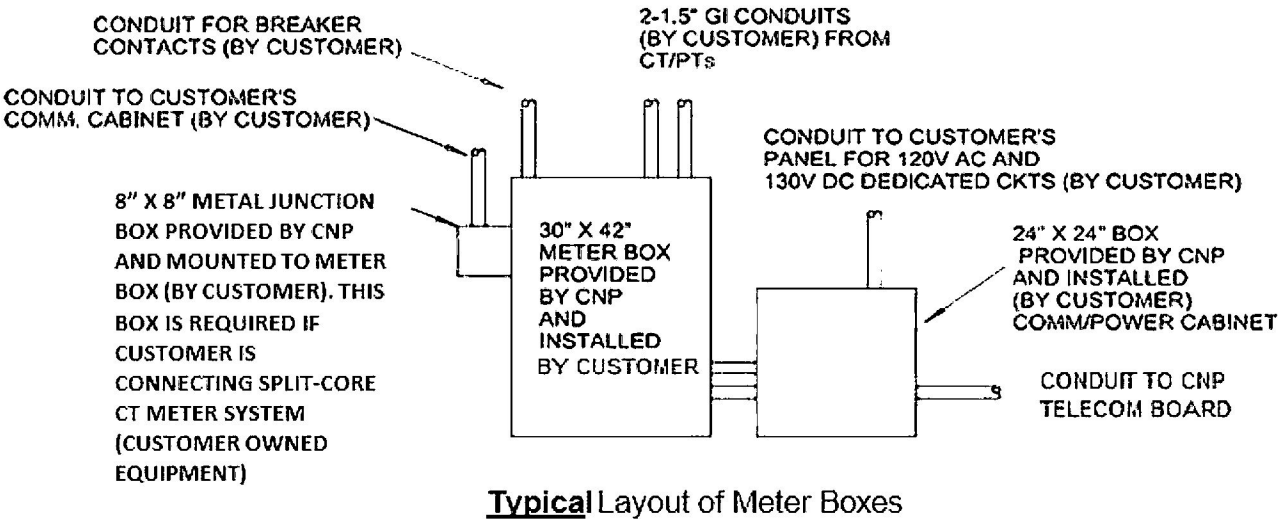 CONDUIT FOR BREAKER
CONTACTS (BY CUSTOMER)
2-1.5" GI CONDUITS
(BY CUSTOMER) FROM
CT/PTs
CONDUIT TO CUSTOMER'S
COMM. CABINET (BY CUSTOMER)
CONDUIT TO CUSTOMER'S
PANEL FOR 120V AC AND
130V DC DEDICATED CKTS (BY CUSTOMER)
8" X 8" METAL JUNCTION
BOX PROVIDED BY CNP
AND MOUNTED TO METER
BOX (BY CUSTOMER). THIS
BOX IS REQUIRED IF
CUSTOMER IS
CONNECTING SPLIT-CORE
CT METER SYSTEM
(CUSTOMER OWNED
EQUIPMENT)
30" X 42"
METER BOX
PROVIDED
BY CNP
AND
INSTALLED
BY CUSTOMER
24" X 24" BOX
PROVIDED BY CNP
AND INSTALLED
(BY CUSTOMER)
COMM/POWER CABINET
CONDUIT TO CNP
TELECOM BOARD
Typical Layout of Meter Boxes